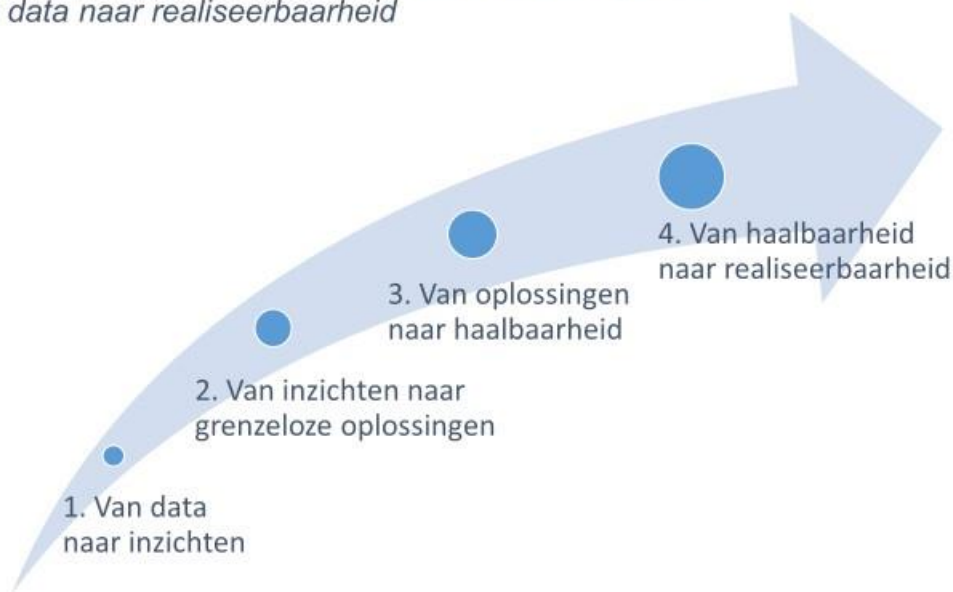 data naar realiseerbaarheid
4. Van haalbaarheid
naar realiseerbaarheid
3. Van oplossingen
naar haalbaarheid
2. Van inzichten naar
grenzeloze oplossingen
1. Van data
naar inzichten